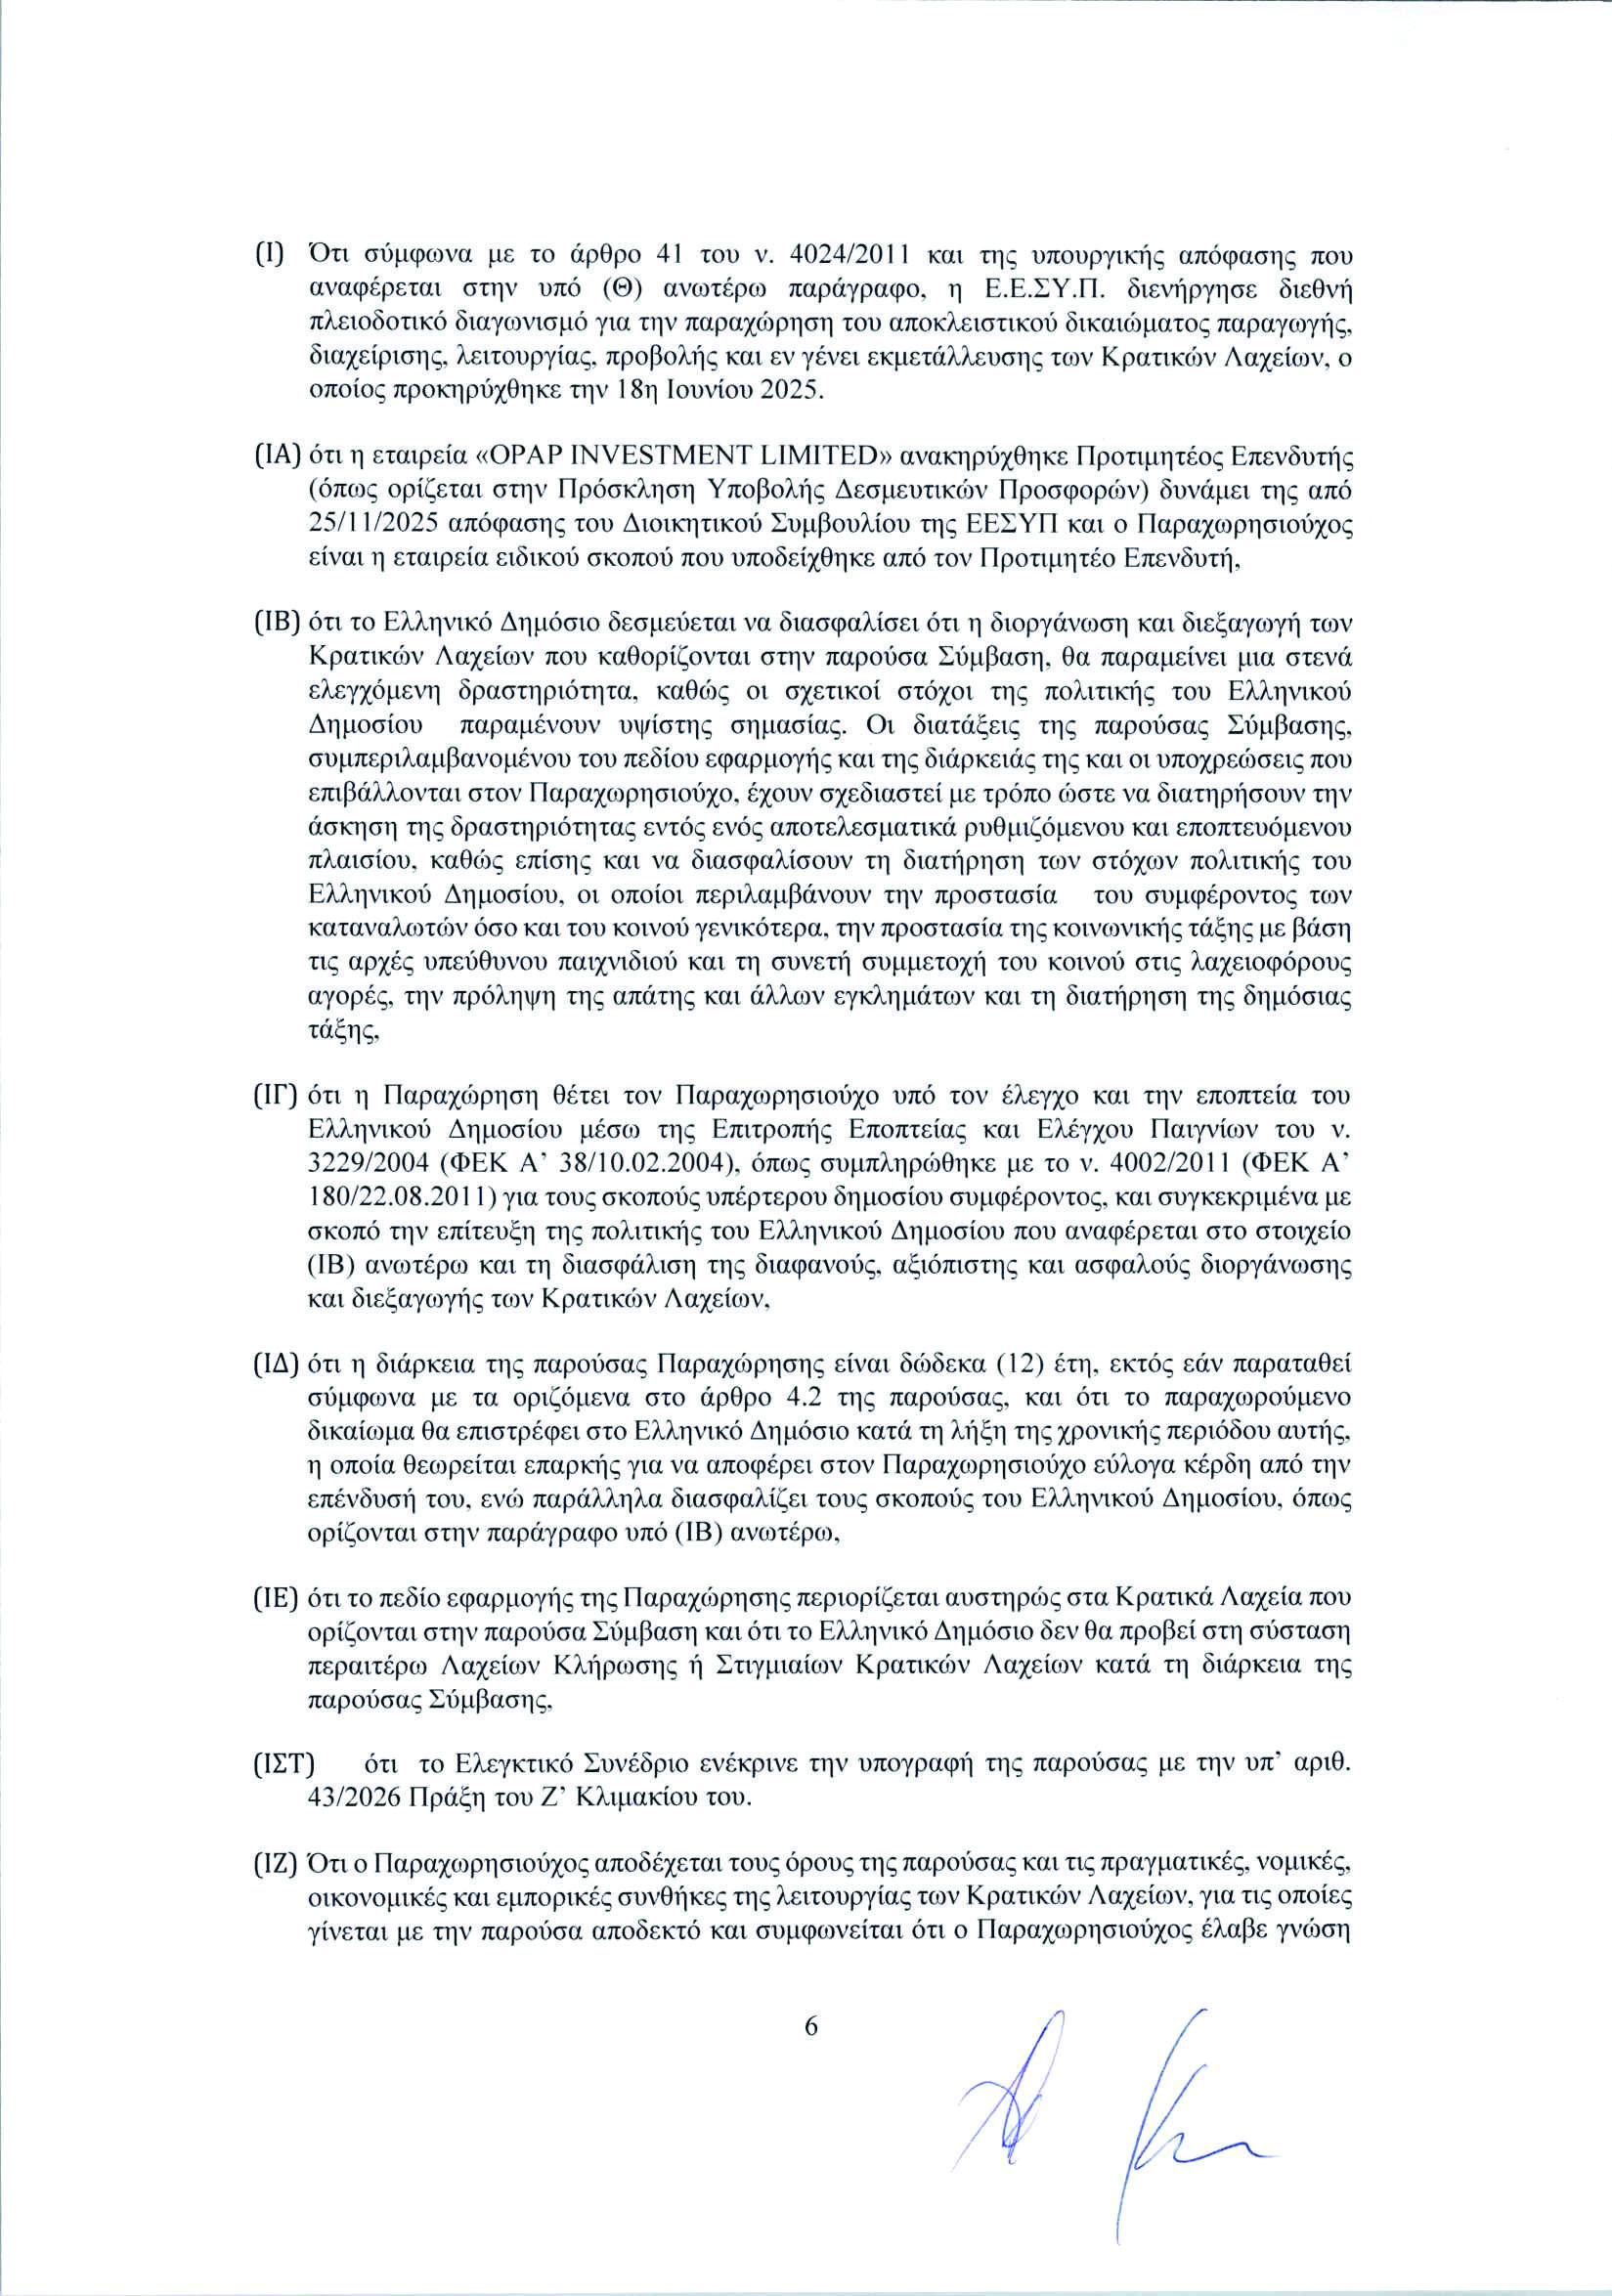 (Ι) Ότι σύμφωνα με το άρθρο 41 του ν. 4024/2011 και της υπουργικής απόφασης που
αναφέρεται στην υπό (Θ) ανωτέρω παράγραφο, η Ε.Ε.ΣΥ.Π. διενήργησε διεθνή
πλειοδοτικό διαγωνισμό για την παραχώρηση του αποκλειστικού δικαιώματος παραγωγής,
διαχείρισης, λειτουργίας, προβολής και εν γένει εκμετάλλευσης των Κρατικών Λαχείων, ο
οποίος προκηρύχθηκε την 18η Ιουνίου 2025.
(ΙΑ) ότι η εταιρεία «OPAP INVESTMENT LIMITED» ανακηρύχθηκε Προτιμητέος Επενδυτής
(όπως ορίζεται στην Πρόσκληση Υποβολής Δεσμευτικών Προσφορών) δυνάμει της από
25/11/2025 απόφασης του Διοικητικού Συμβουλίου της ΕΕΣΥΠ και ο Παραχωρησιούχος
είναι η εταιρεία ειδικού σκοπού που υποδείχθηκε από τον Προτιμητέο Επενδυτή,
(ΙΒ) ότι το Ελληνικό Δημόσιο δεσμεύεται να διασφαλίσει ότι η διοργάνωση και διεξαγωγή των
Κρατικών Λαχείων που καθορίζονται στην παρούσα Σύμβαση, θα παραμείνει μια στενά
ελεγχόμενη δραστηριότητα, καθώς οι σχετικοί στόχοι της πολιτικής του Ελληνικού
Δημοσίου παραμένουν υψίστης σημασίας. Οι διατάξεις της παρούσας Σύμβασης,
συμπεριλαμβανομένου του πεδίου εφαρμογής και της διάρκειάς της και οι υποχρεώσεις που
επιβάλλονται στον Παραχωρησιούχο, έχουν σχεδιαστεί με τρόπο ώστε να διατηρήσουν την
άσκηση της δραστηριότητας εντός ενός αποτελεσματικά ρυθμιζόμενου και εποπτευόμενου
πλαισίου, καθώς επίσης και να διασφαλίσουν τη διατήρηση των στόχων πολιτικής του
Ελληνικού Δημοσίου, οι οποίοι περιλαμβάνουν την προστασία του συμφέροντος των
καταναλωτών όσο και του κοινού γενικότερα, την προστασία της κοινωνικής τάξης με βάση
τις αρχές υπεύθυνου παιχνιδιού και τη συνετή συμμετοχή του κοινού στις λαχειοφόρους
αγορές, την πρόληψη της απάτης και άλλων εγκλημάτων και τη διατήρηση της δημόσιας
τάξης,
(ΙΓ) ότι η Παραχώρηση θέτει τον Παραχωρησιούχο υπό τον έλεγχο και την εποπτεία του
Ελληνικού Δημοσίου μέσω της Επιτροπής Εποπτείας και Ελέγχου Παιγνίων του ν.
3229/2004 (ΦΕΚ Α’ 38/10.02.2004), όπως συμπληρώθηκε με το ν. 4002/2011 (ΦΕΚ Α’
180/22.08.2011) για τους σκοπούς υπέρτερου δημοσίου συμφέροντος, και συγκεκριμένα με
σκοπό την επίτευξη της πολιτικής του Ελληνικού Δημοσίου που αναφέρεται στο στοιχείο
(ΙΒ) ανωτέρω και τη διασφάλιση της διαφανούς, αξιόπιστης και ασφαλούς διοργάνωσης
και διεξαγωγής των Κρατικών Λαχείων,
(ΙΔ) ότι η διάρκεια της παρούσας Παραχώρησης είναι δώδεκα (12) έτη, εκτός εάν παραταθεί
σύμφωνα με τα οριζόμενα στο άρθρο 4.2 της παρούσας, και ότι το παραχωρούμενο
δικαίωμα θα επιστρέφει στο Ελληνικό Δημόσιο κατά τη λήξη της χρονικής περιόδου αυτής,
η οποία θεωρείται επαρκής για να αποφέρει στον Παραχωρησιούχο εύλογα κέρδη από την
επένδυσή του, ενώ παράλληλα διασφαλίζει τους σκοπούς του Ελληνικού Δημοσίου, όπως
ορίζονται στην παράγραφο υπό (ΙΒ) ανωτέρω,
(ΙΕ) ότι το πεδίο εφαρμογής της Παραχώρησης περιορίζεται αυστηρώς στα Κρατικά Λαχεία που
ορίζονται στην παρούσα Σύμβαση και ότι το Ελληνικό Δημόσιο δεν θα προβεί στη σύσταση
περαιτέρω Λαχείων Κλήρωσης ή Στιγμιαίων Κρατικών Λαχείων κατά τη διάρκεια της
παρούσας Σύμβασης,
(ΙΣΤ) ότι το Ελεγκτικό Συνέδριο ενέκρινε την υπογραφή της παρούσας με την υπ’ αριθ.
43/2026 Πράξη του Ζ’ Κλιμακίου του.
(ΙΖ) Ότι ο Παραχωρησιούχος αποδέχεται τους όρους της παρούσας και τις πραγματικές, νομικές,
οικονομικές και εμπορικές συνθήκες της λειτουργίας των Κρατικών Λαχείων, για τις οποίες
γίνεται με την παρούσα αποδεκτό και συμφωνείται ότι ο Παραχωρησιούχος έλαβε γνώση
6